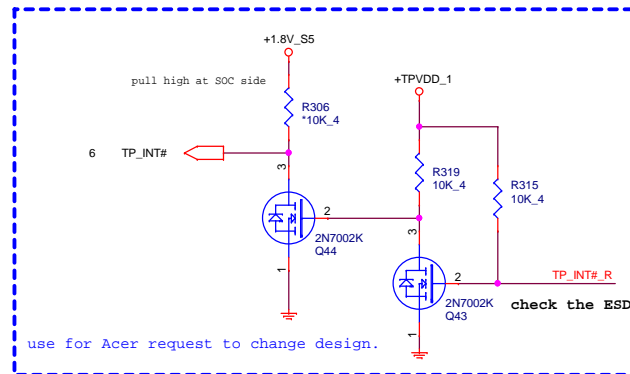 +1.8V_S5
+TPVDD_1
pull high at SOC side
R306
*10K_4
6 TP_INT#
R319
10K_4
R315
10K_4
3
2
2N7002K
Q44
1
3
2
TP_INT#_R
2N7002K
Q43
check the ESD
1
use for Acer request to change design.